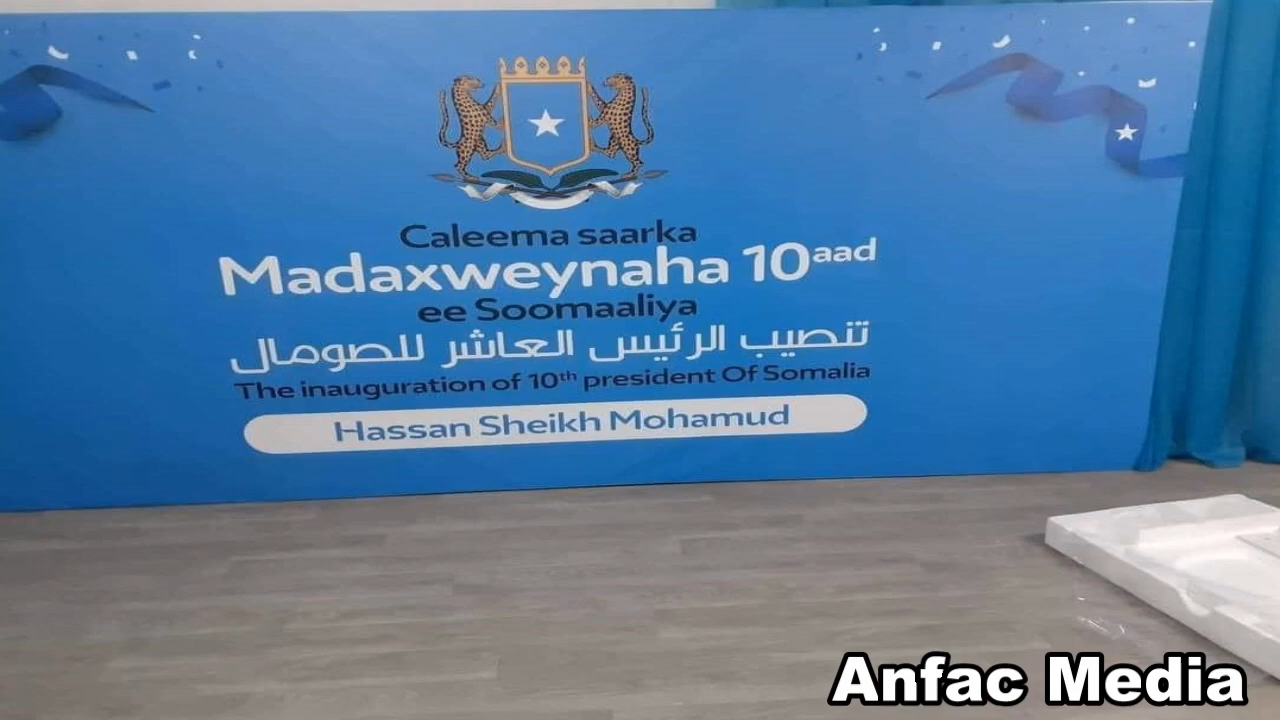 Caleema saarka
Madaxweynaha 10aad
ee Soomaaliya
تنصيب الرئيس العاشر للصومال
The inauguration of 10th president Of Somalia
Hassan Sheikh Mohamud
Anfac Media